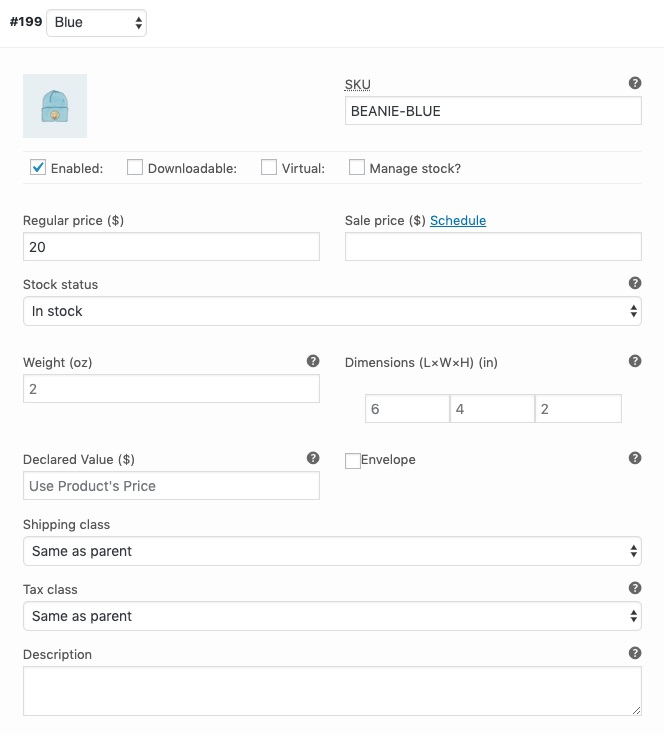 #199 Blue
SKU ?
BEANIE-BLUE
Enabled: Downloadable: Virtual: Manage stock?
Regular price ($) Sale price ($) Schedule
20
Stock status ?
In stock
Weight (oz) ? Dimensions (L×W×H) (in) ?
2 6 4 2
Declared Value ($) ? Envelope ?
Use Product's Price
Shipping class
Same as parent
Tax class ?
Same as parent
Description ?